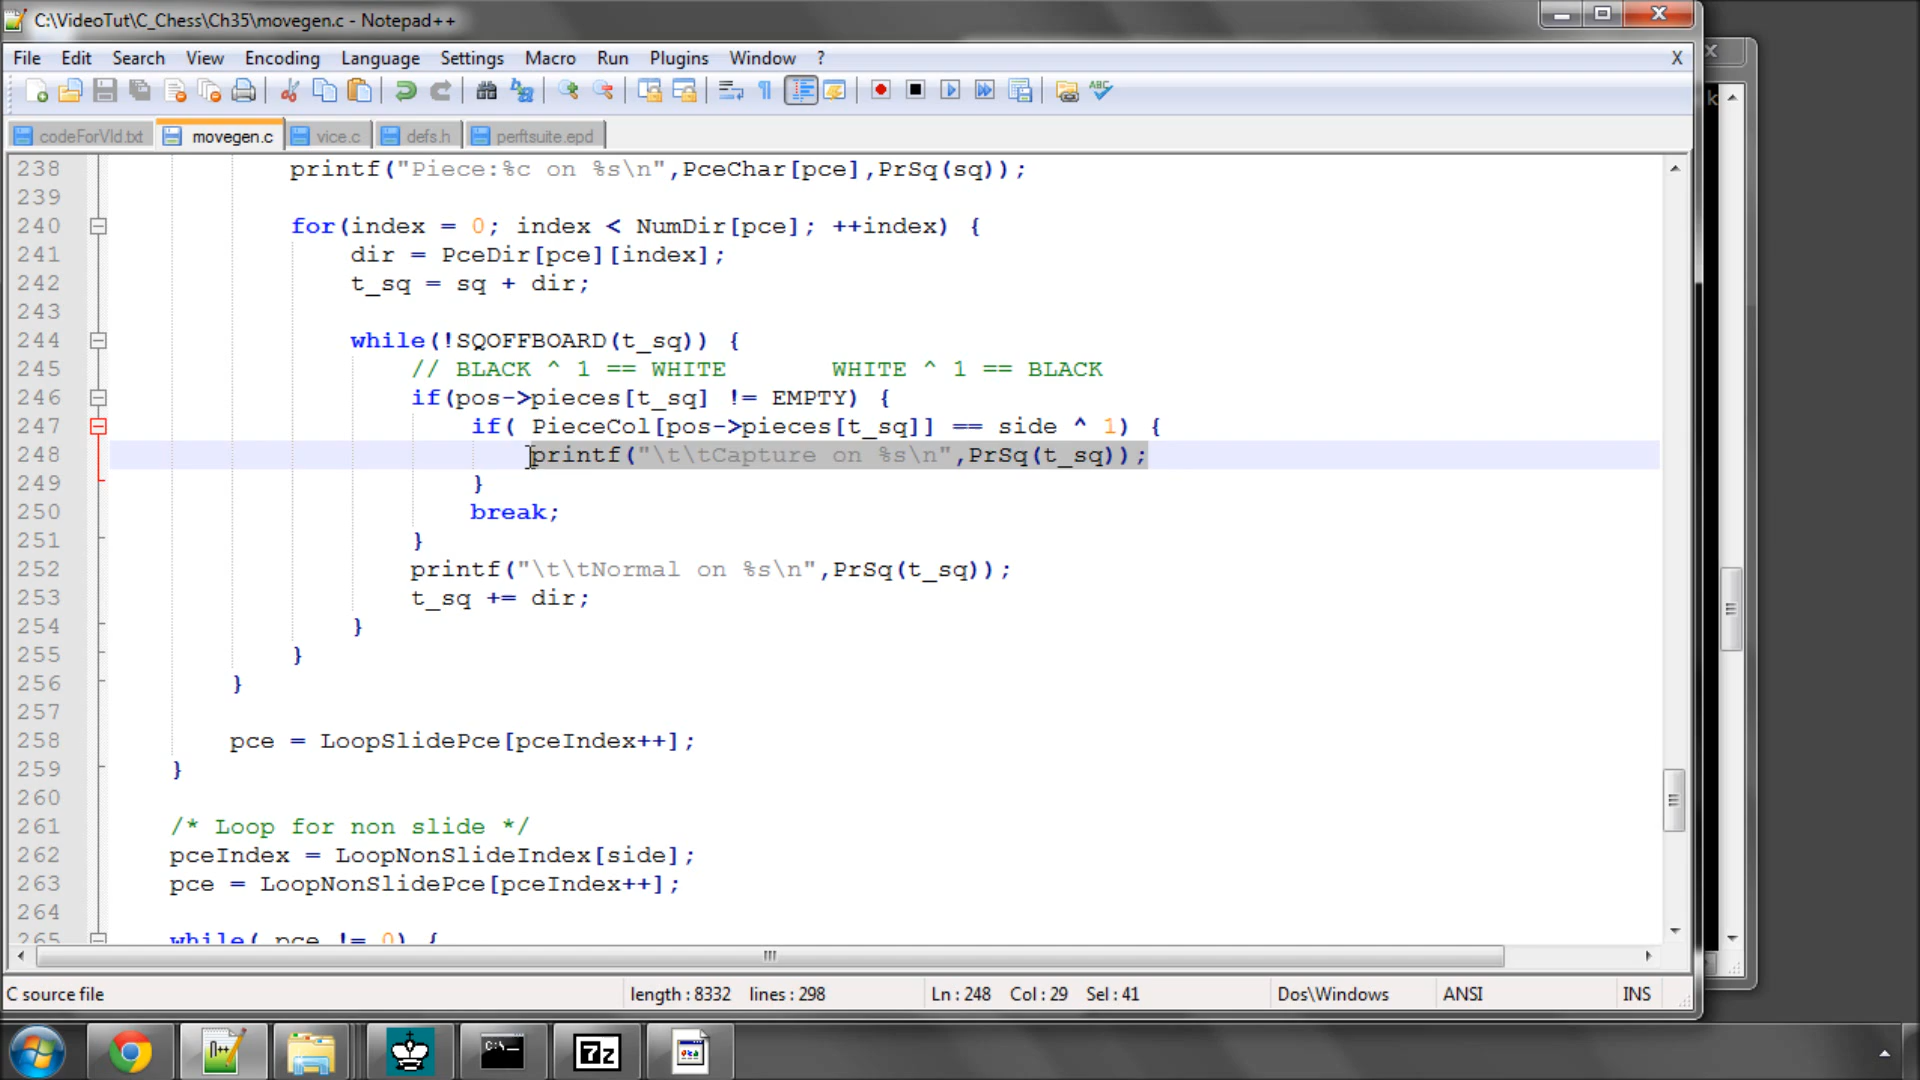 C:\VideoTut\C_Chess\Ch35\movegen.c - Notepad++
File Edit Search View Encoding Language Settings Macro Run Plugins Window ? X
codeForVId.txt movegen.c vice.c defs.h perftsuite.epd
238 printf("Piece:%c on %s\n",PceChar[pce],PrSq(sq));
239
240 for(index = 0; index < NumDir[pce]; ++index) {
241 dir = PceDir[pce][index];
242 t_sq = sq + dir;
243
244 while(!SQOFFBOARD(t_sq)) {
245 // BLACK ^ 1 == WHITE WHITE ^ 1 == BLACK
246 if(pos->pieces[t_sq] != EMPTY) {
247 if( PieceCol[pos->pieces[t_sq]] == side ^ 1) {
248 printf("\t\tCapture on %s\n",PrSq(t_sq));
249 }
250 break;
251 }
252 printf("\t\tNormal on %s\n",PrSq(t_sq));
253 t_sq += dir;
254 }
255 }
256 }
257
258 pce = LoopSlidePce[pceIndex++];
259 }
260
261 /* Loop for non slide */
262 pceIndex = LoopNonSlideIndex[side];
263 pce = LoopNonSlidePce[pceIndex++];
264
265 while( pce != 0) {
C source file length : 8332 lines : 298 Ln : 248 Col : 29 Sel : 41 Dos\Windows ANSI INS